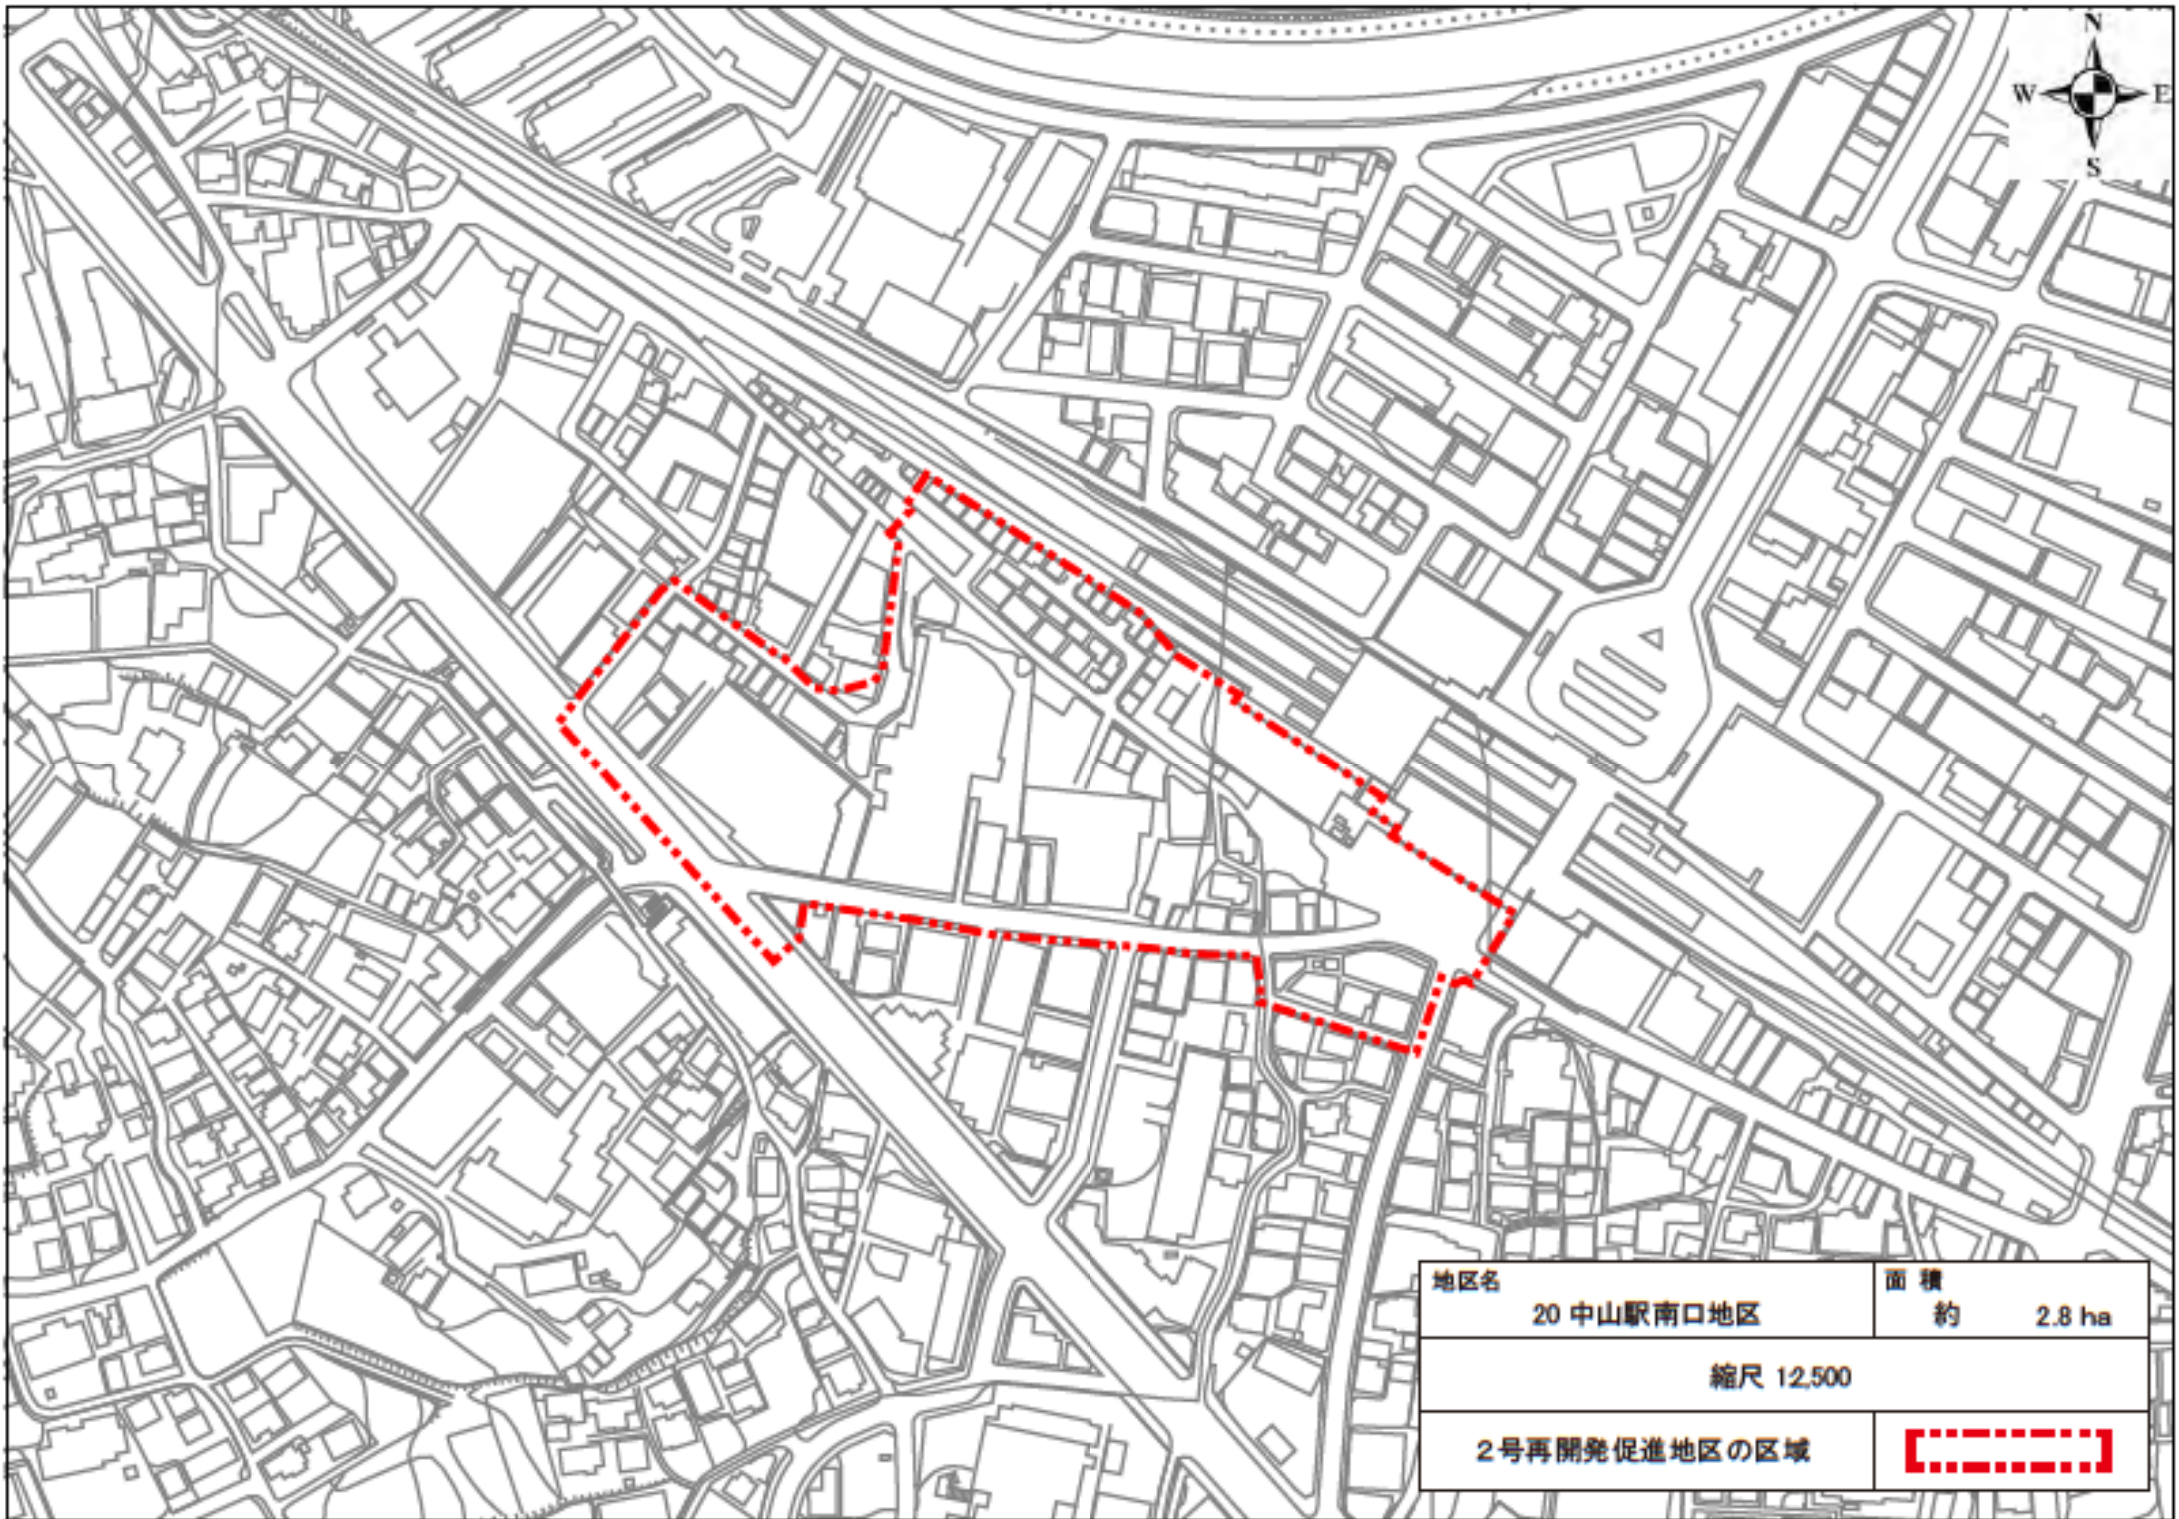 N
W E
S
地区名
20 中山駅南口地区
面 積
約 2.8 ha
縮尺 12,500
2号再開発促進地区の区域